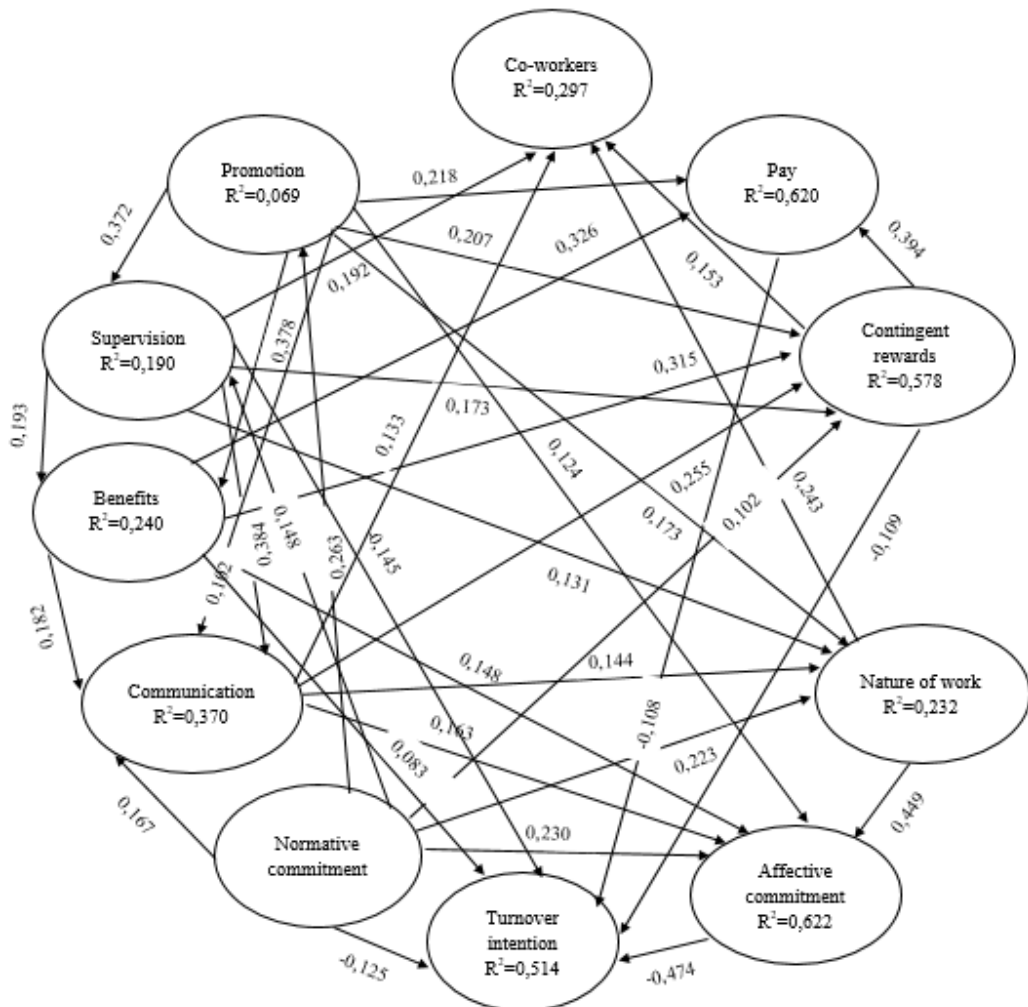 Co-workers
R²=0,297
Promotion
R²=0,069
Pay
R²=0,620
0,218
0,372
0,207
0,326
0,394
0,192
0,153
Supervision
R²=0,190
Contingent
rewards
R²=0,578
0,378
0,315
0,173
0,193
0,133
0,124
0,255
0,102
0,243
Benefits
R²=0,240
0,384
0,148
0,263
-0,145
0,173
-0,109
0,131
0,182
Communication
R²=0,370
0,148
0,144
Nature of work
R²=0,232
0,163
-0,108
0,083
0,223
0,167
0,449
Normative
commitment
0,230
Affective
commitment
R²=0,622
Turnover
intention
R²=0,514
-0,125
-0,474